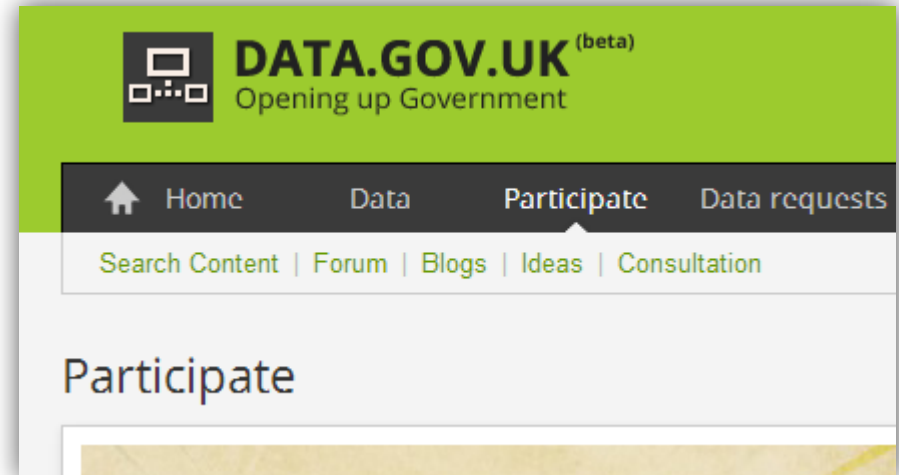 DATA.GOV.UK (beta)
Opening up Government
Home Data Participate Data requests
Search Content | Forum | Blogs | Ideas | Consultation
Participate